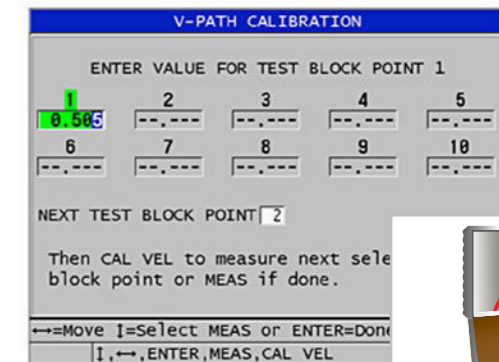 V-PATH CALIBRATION
ENTER VALUE FOR TEST BLOCK POINT 1
1 2 3 4 5
0.505 --.--- --.--- --.--- --.---
6 7 8 9 10
--.--- --.--- --.--- --.--- --.---
NEXT TEST BLOCK POINT 2
Then CAL VEL to measure next sele
block point or MEAS if done.
↔=Move ↕=Select MEAS or ENTER=Done
↕,↔,ENTER,MEAS,CAL VEL